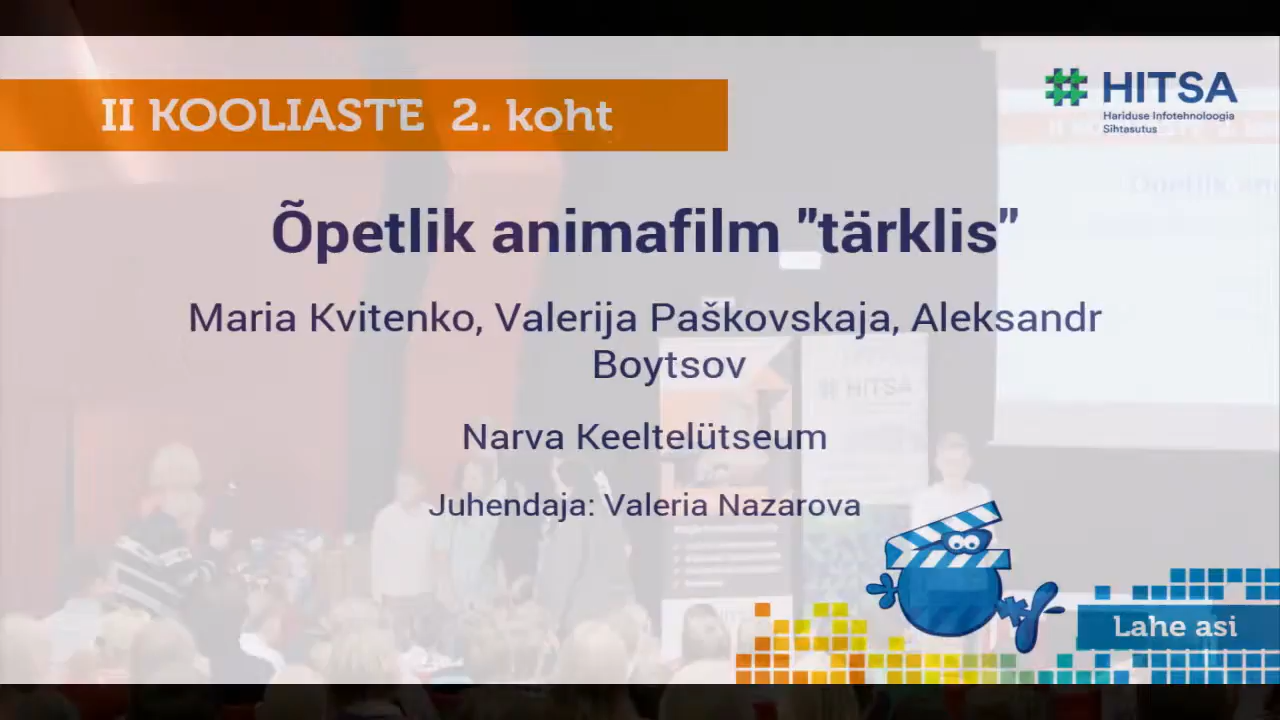 II KOOLIASTE 2. koht
HITSA
Hariduse Infotehnoloogia
Sihtasutus
Õpetlik animafilm "tärklis"
Maria Kvitenko, Valerija Paškovskaja, Aleksandr
Boytsov
HITSA
Narva Keeltelütseum
Juhendaja: Valeria Nazarova
Lahe asi